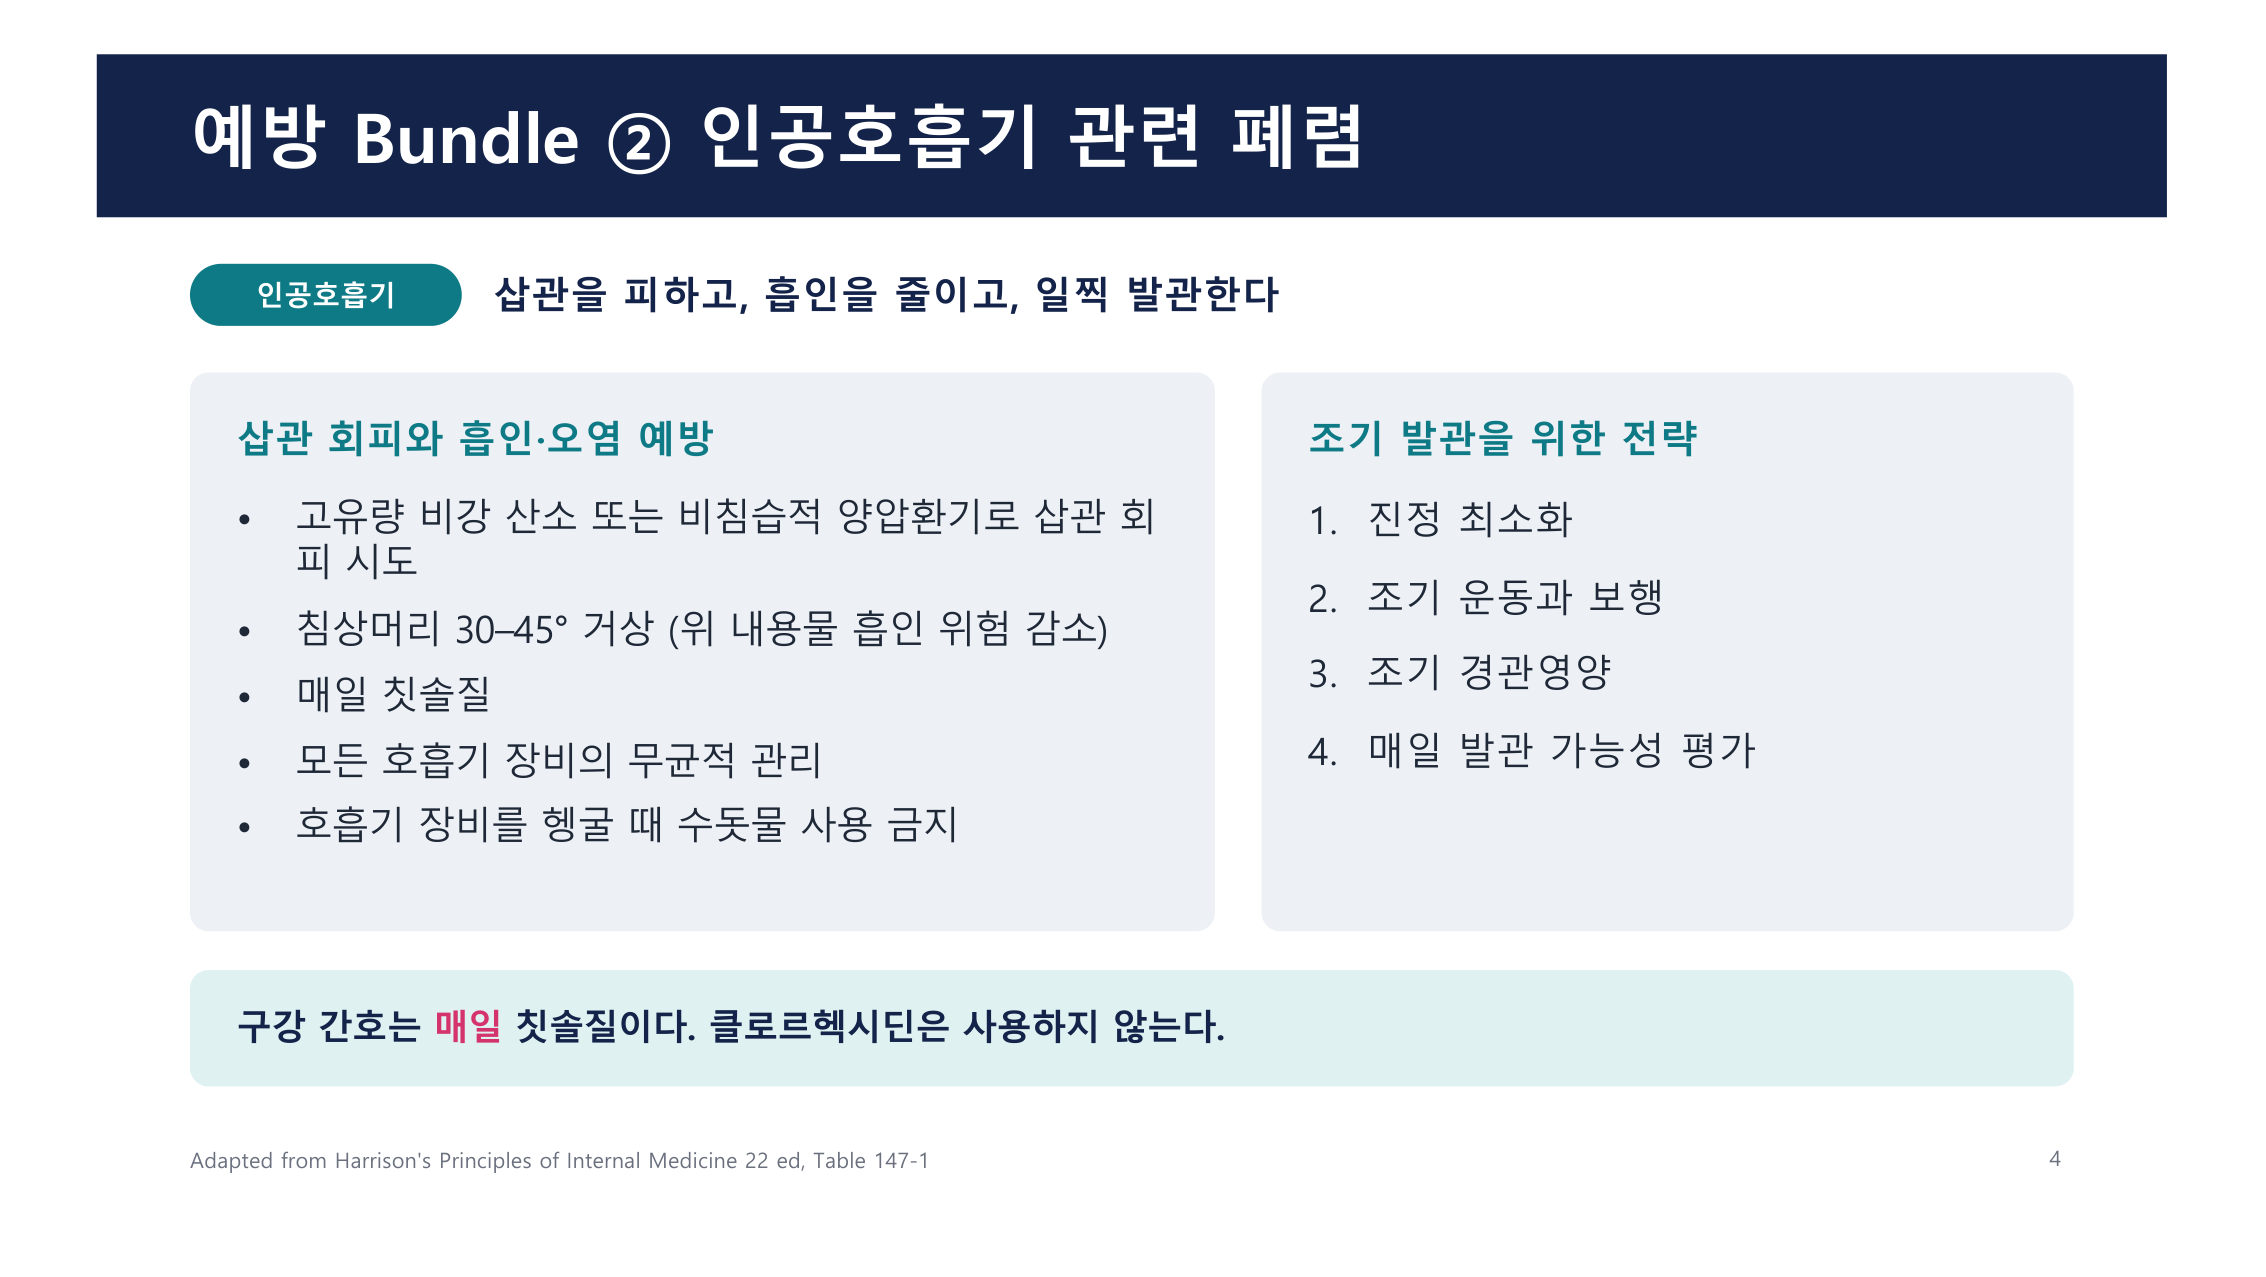 예방 Bundle ② 인공호흡기 관련 폐렴
인공호흡기
삽관을 피하고, 흡인을 줄이고, 일찍 발관한다
삽관 회피와 흡인·오염 예방
• 고유량 비강 산소 또는 비침습적 양압환기로 삽관 회
피 시도
• 침상머리 30–45° 거상 (위 내용물 흡인 위험 감소)
• 매일 칫솔질
• 모든 호흡기 장비의 무균적 관리
• 호흡기 장비를 헹굴 때 수돗물 사용 금지
조기 발관을 위한 전략
1. 진정 최소화
2. 조기 운동과 보행
3. 조기 경관영양
4. 매일 발관 가능성 평가
구강 간호는 매일 칫솔질이다. 클로르헥시딘은 사용하지 않는다.
Adapted from Harrison's Principles of Internal Medicine 22 ed, Table 147-1
4